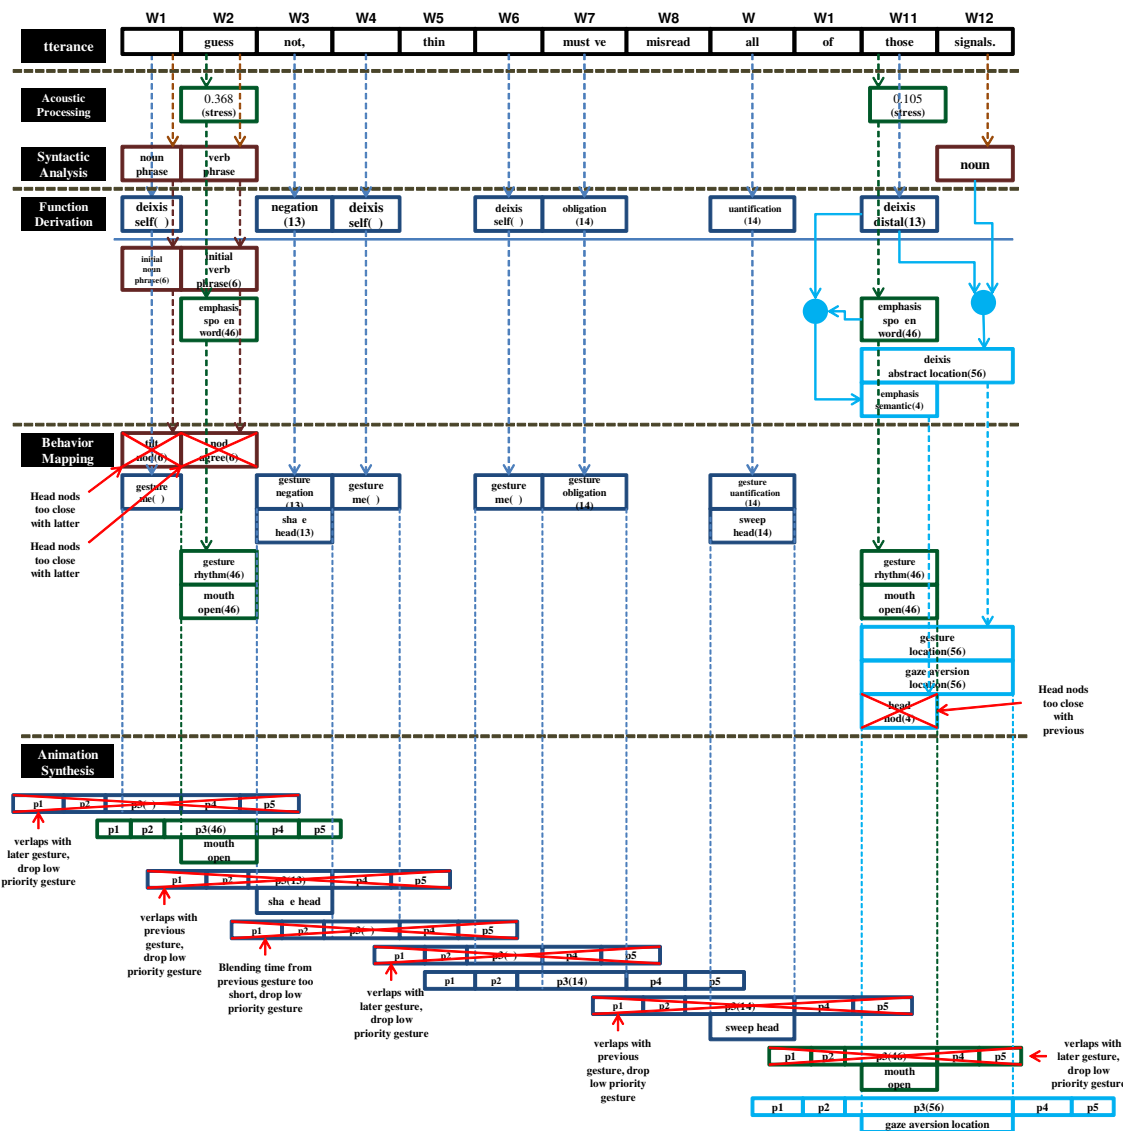 W1 W2 W3 W4 W5 W6 W7 W8 W W1 W11 W12
tterance guess not, thin must ve misread all of those signals.
Acoustic
Processing
0.368
(stress)
0.105
(stress)
Syntactic
Analysis
noun
phrase
verb
phrase
noun
Function
Derivation
deixis
self( )
negation
(13)
deixis
self( )
deixis
self( )
obligation
(14)
uantification
(14)
deixis
distal(13)
initial
noun
phrase(6)
initial
verb
phrase(6)
emphasis
spo en
word(46)
emphasis
spo en
word(46)
deixis
abstract location(56)
emphasis
semantic(4)
Behavior
Mapping
tilt
nod(6)
nod
agree(6)
Head nods
too close
with latter
Head nods
too close
with latter
gesture
me( )
gesture
negation
(13)
sha e
head(13)
gesture
me( )
gesture
me( )
gesture
obligation
(14)
gesture
uantification
(14)
sweep
head(14)
gesture
rhythm(46)
mouth
open(46)
gesture
rhythm(46)
mouth
open(46)
gesture
location(56)
gaze aversion
location(56)
head
nod(4)
Head nods
too close
with
previous
Animation
Synthesis
p1 p2 p3( ) p4 p5
verlaps with
later gesture,
drop low
priority gesture
p1 p2 p3(46) p4 p5
mouth
open
p1 p2 p3(13) p4 p5
sha e head
verlaps with
previous
gesture,
drop low
priority gesture
p1 p2 p3( ) p4 p5
Blending time from
previous gesture too
short, drop low
priority gesture
p1 p2 p3( ) p4 p5
verlaps with
later gesture,
drop low
priority gesture
p1 p2 p3(14) p4 p5
p1 p2 p3(14) p4 p5
sweep head
verlaps with
previous
gesture, drop
low priority
gesture
p1 p2 p3(46) p4 p5
mouth
open
verlaps with
later gesture,
drop low
priority gesture
p1 p2 p3(56) p4 p5
gaze aversion location